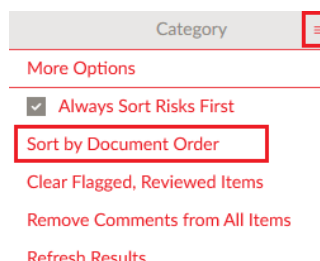 Category
More Options
Always Sort Risks First
Sort by Document Order
Clear Flagged, Reviewed Items
Remove Comments from All Items
Refresh Results